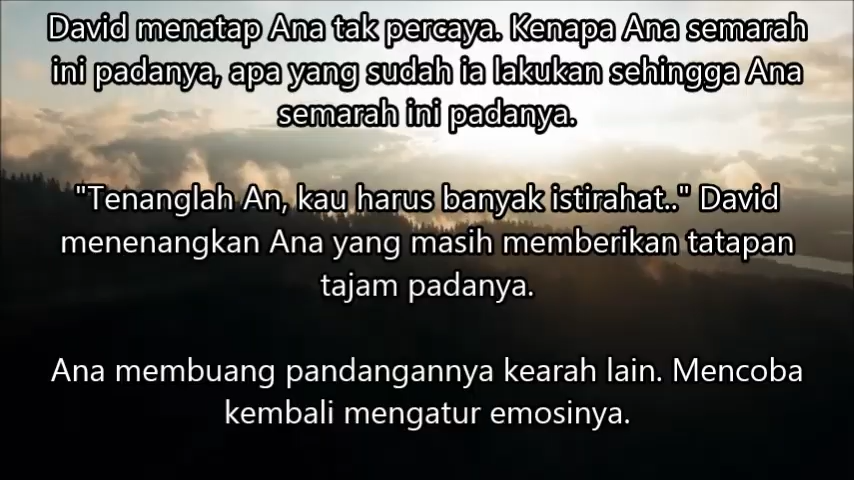 David menatap Ana tak percaya. Kenapa Ana semarah
ini padanya, apa yang sudah ia lakukan sehingga Ana
semarah ini padanya.
"Tenanglah An, kau harus banyak istirahat.." David
menenangkan Ana yang masih memberikan tatapan
tajam padanya.
Ana membuang pandangannya kearah lain. Mencoba
kembali mengatur emosinya.